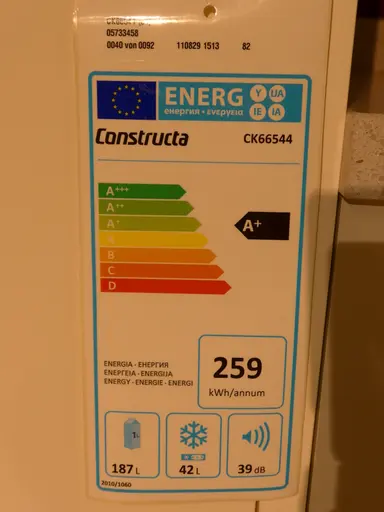 05733458
0040 von 0092 110829 1513 82
ENERG Y UA
енергия · ενεργεια IE IA
Constructa CK66544
A+++
A++
A+
A+
A
B
C
D
ENERGIA · ЕНЕРГИЯ
ΕΝΕΡΓΕΙΑ · ENERGIJA
ENERGY · ENERGIE · ENERGI
259
kWh/annum
187 L
42 L
39 dB
2010/1060